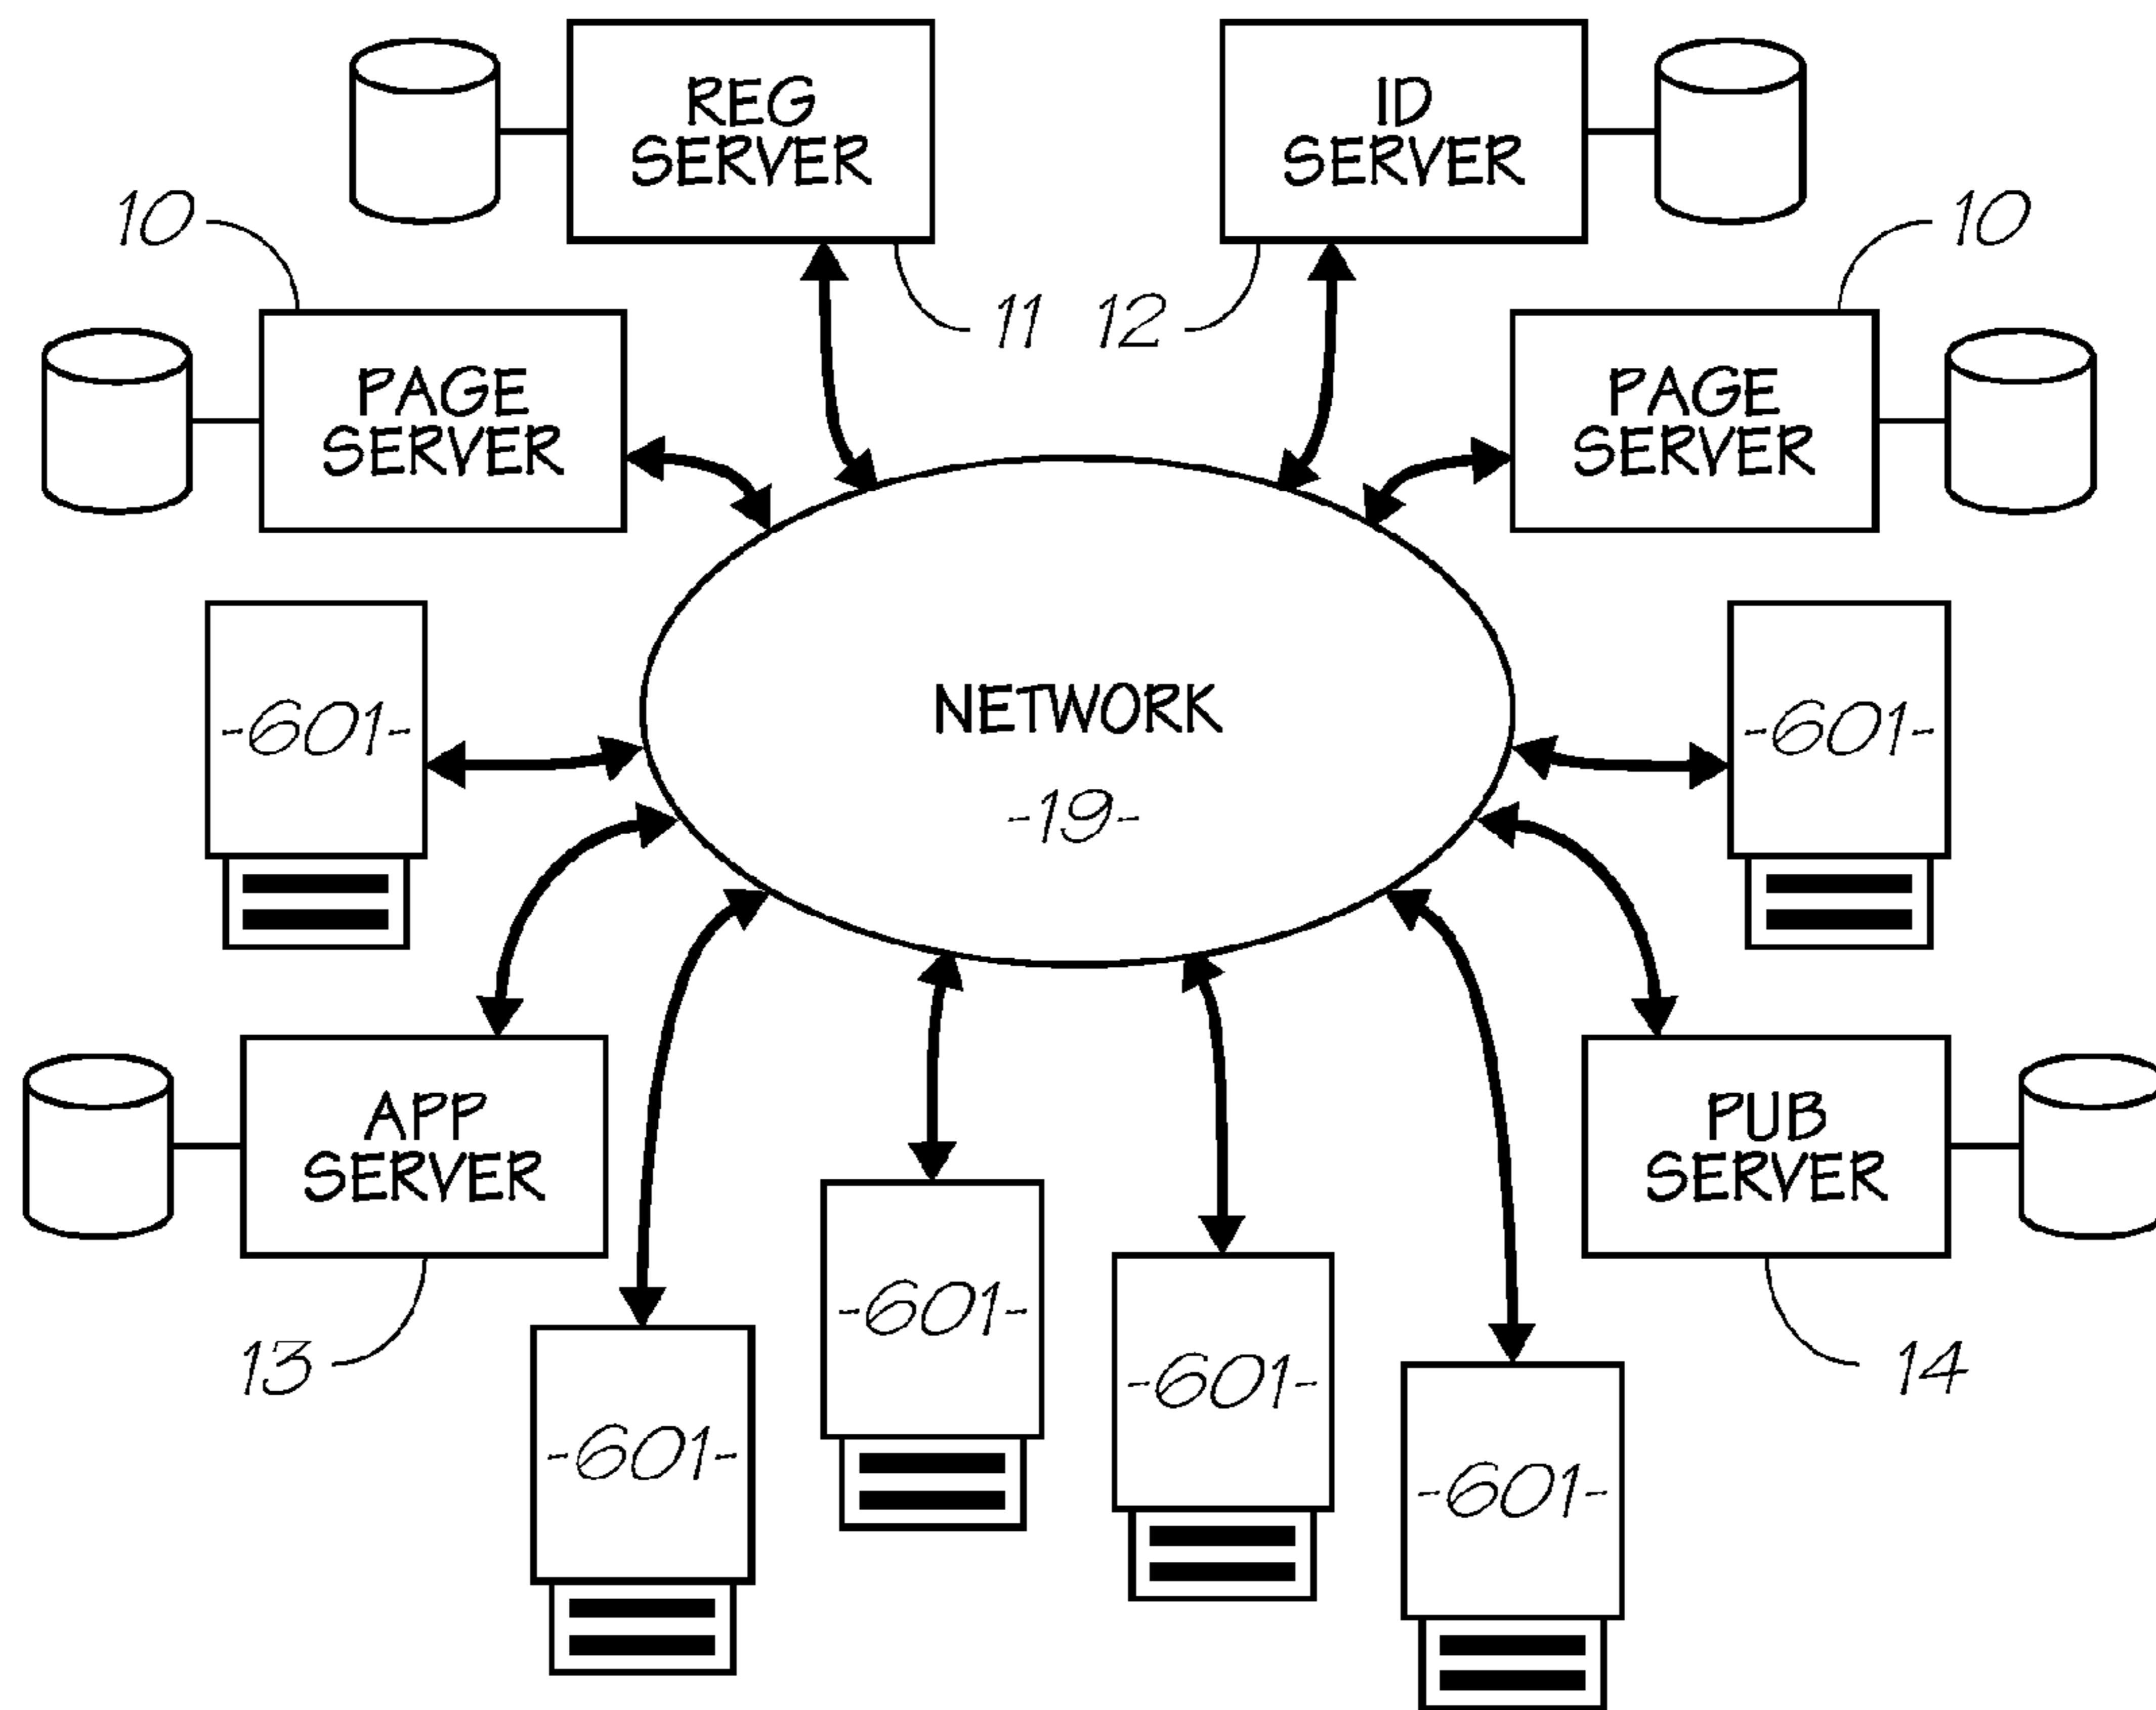 REG
SERVER
ID
SERVER
10
10
11
12
PAGE
SERVER
PAGE
SERVER
NETWORK
-19-
-601-
-601-
APP
SERVER
PUB
SERVER
13
14
-601-
-601-
-601-
-601-